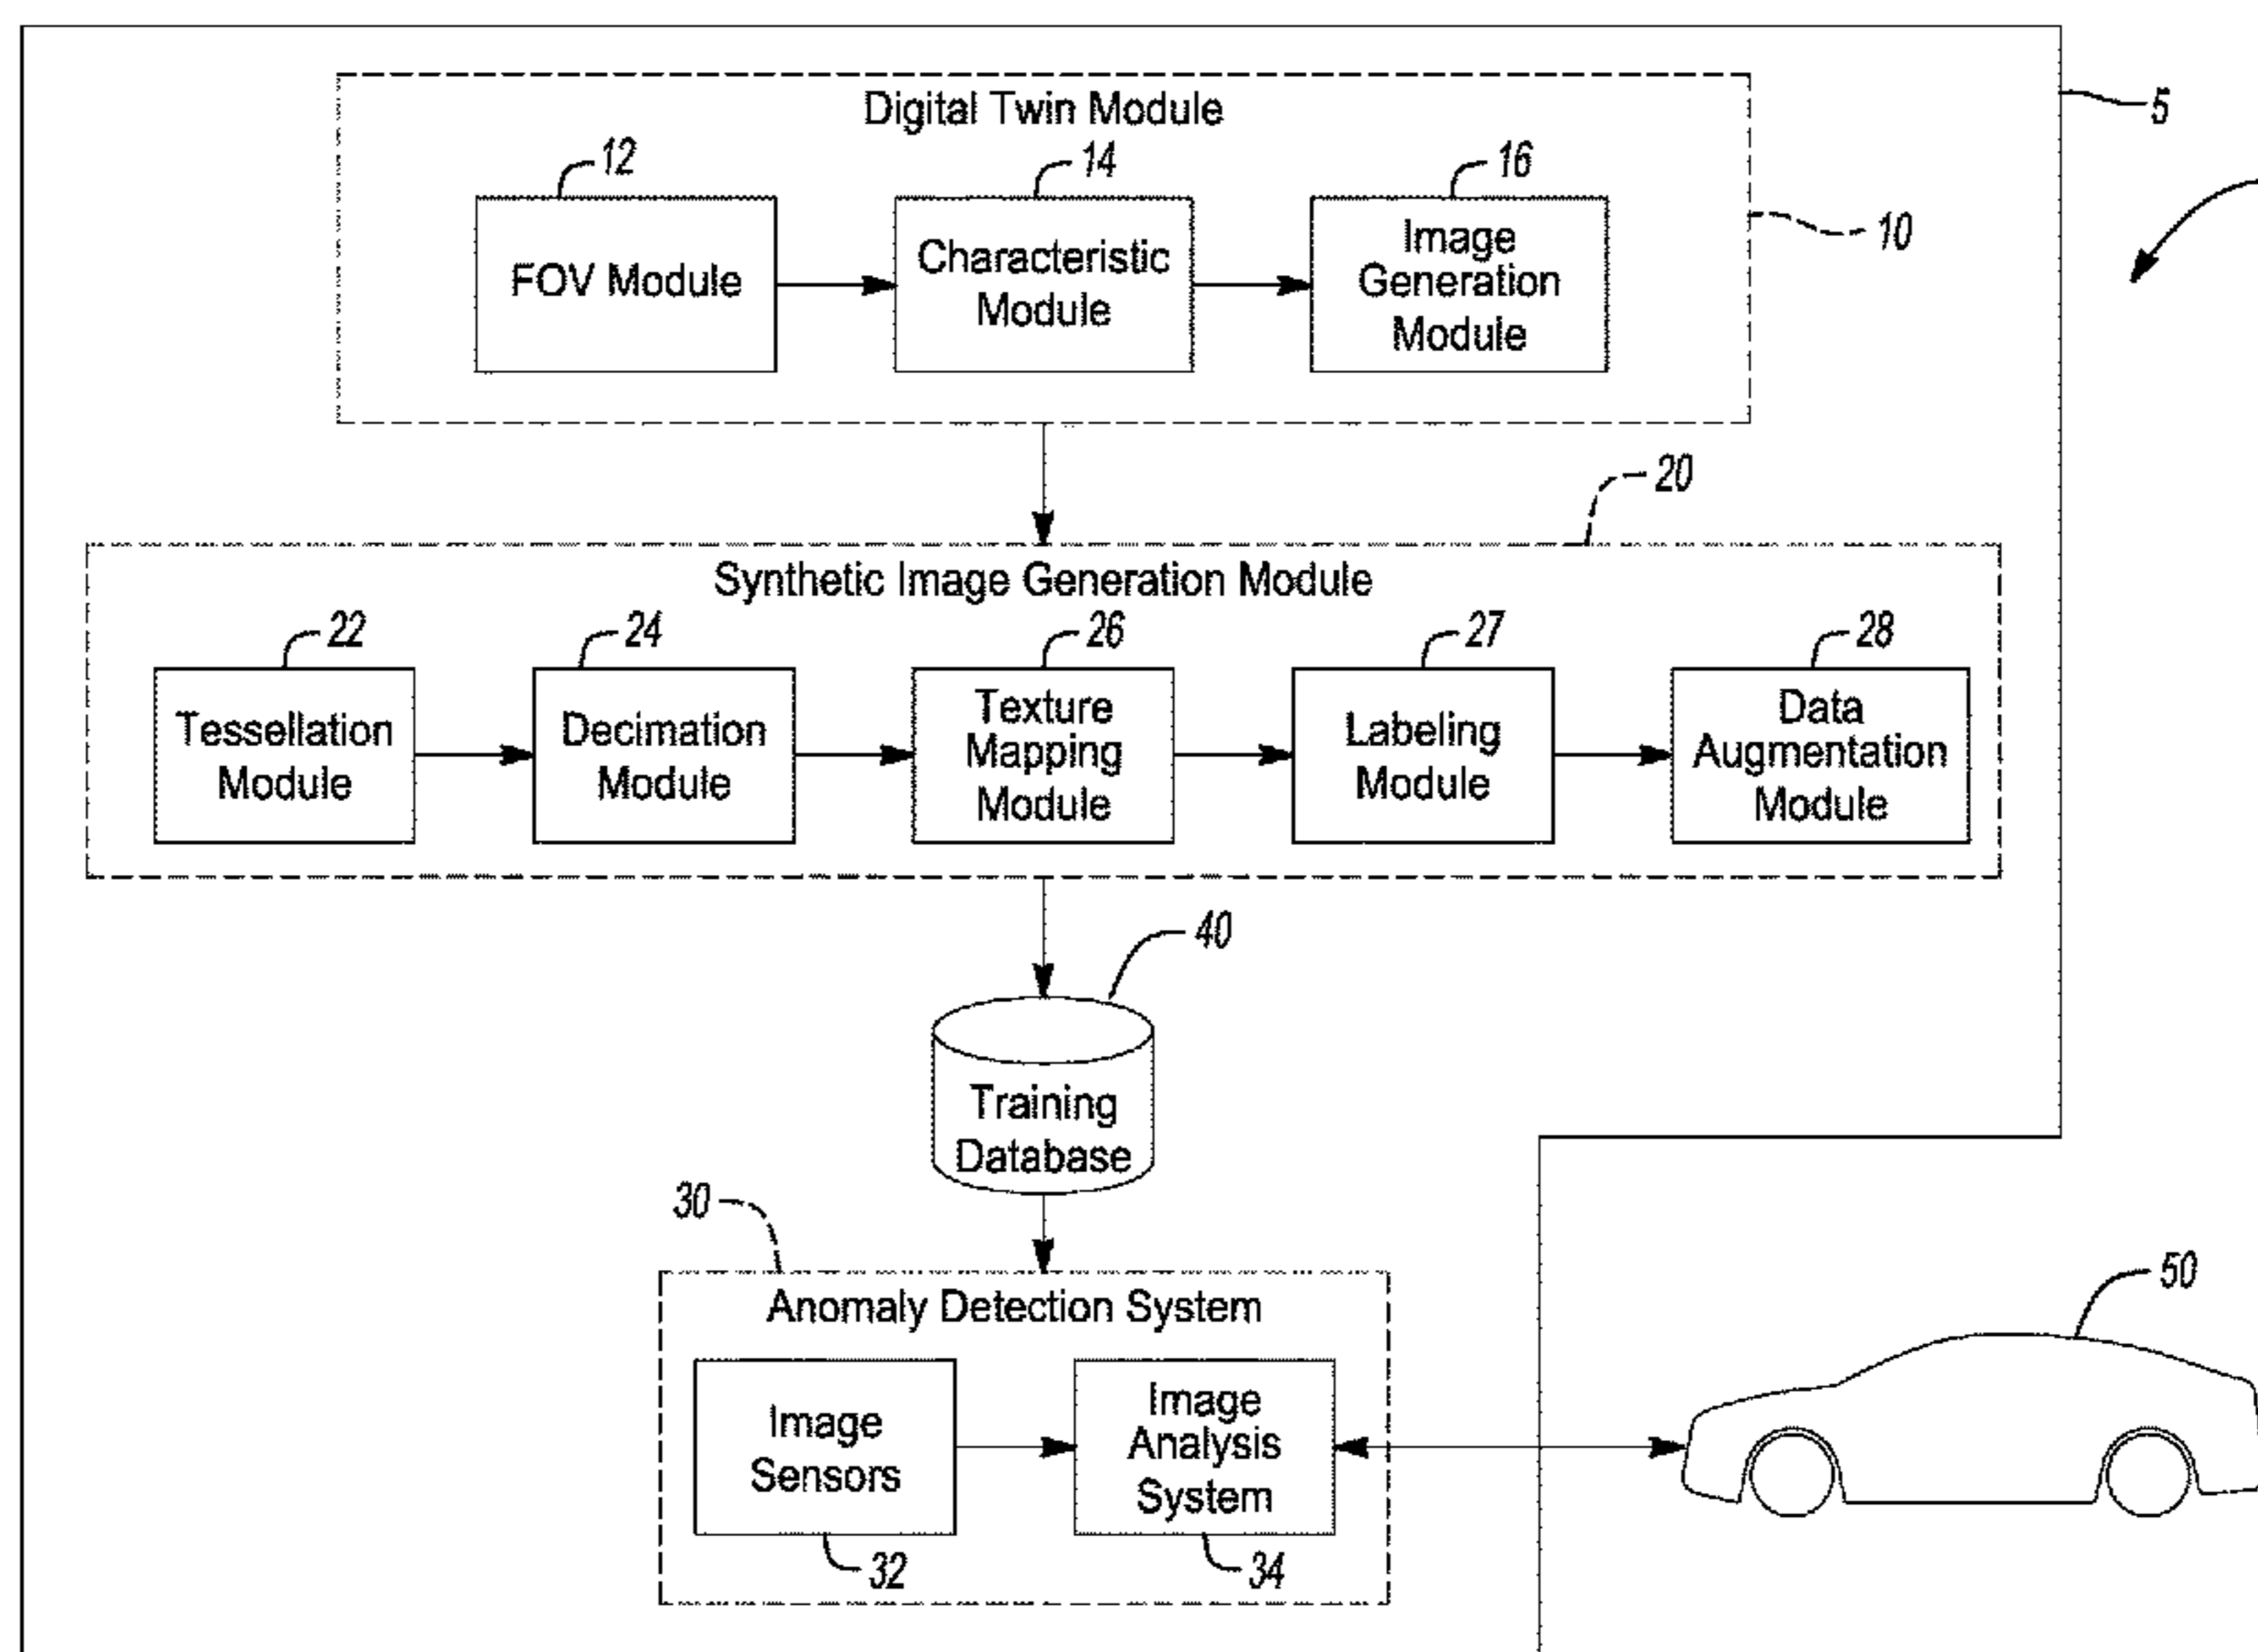 Digital Twin Module
5
12
14
16
10
FOV Module
Characteristic
Module
Image
Generation
Module
20
Synthetic Image Generation Module
22
24
26
27
28
Tessellation
Module
Decimation
Module
Texture
Mapping
Module
Labeling
Module
Data
Augmentation
Module
40
Training
Database
30
Anomaly Detection System
50
Image
Sensors
Image
Analysis
System
32
34